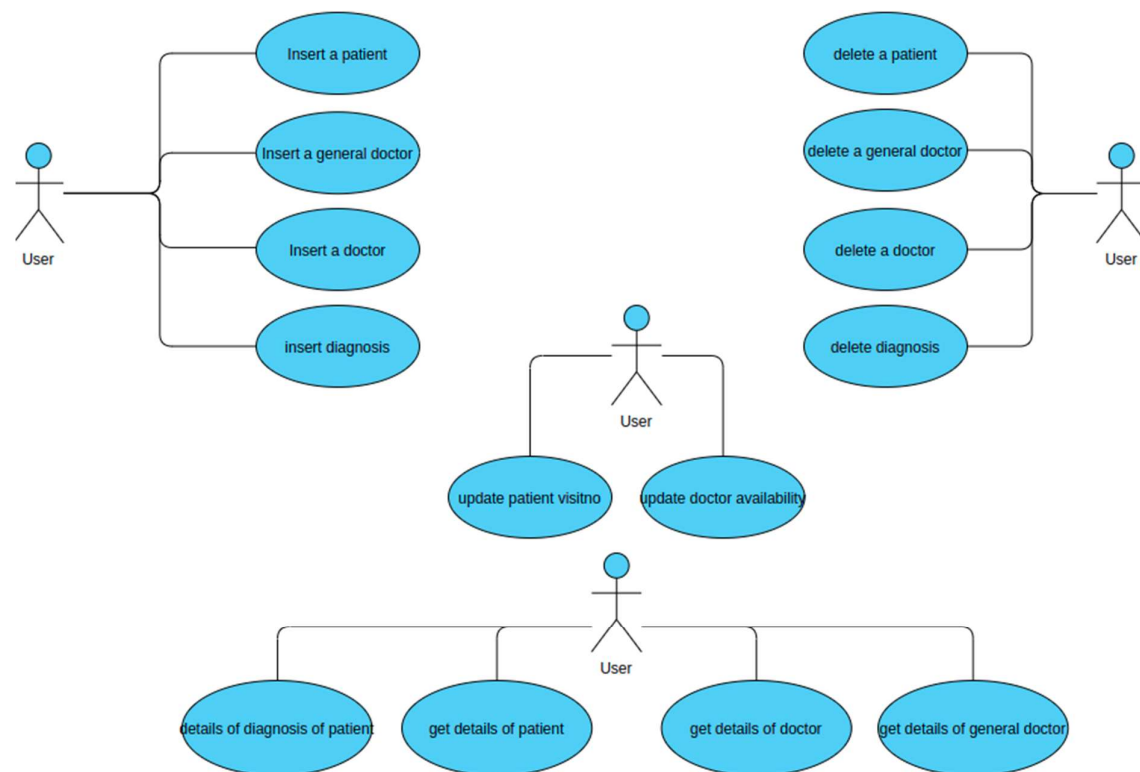 Insert a patient
Insert a general doctor
Insert a doctor
insert diagnosis
User
delete a patient
delete a general doctor
delete a doctor
delete diagnosis
User
User
update patient visitno
update doctor availability
User
details of diagnosis of patient
get details of patient
get details of doctor
get details of general doctor